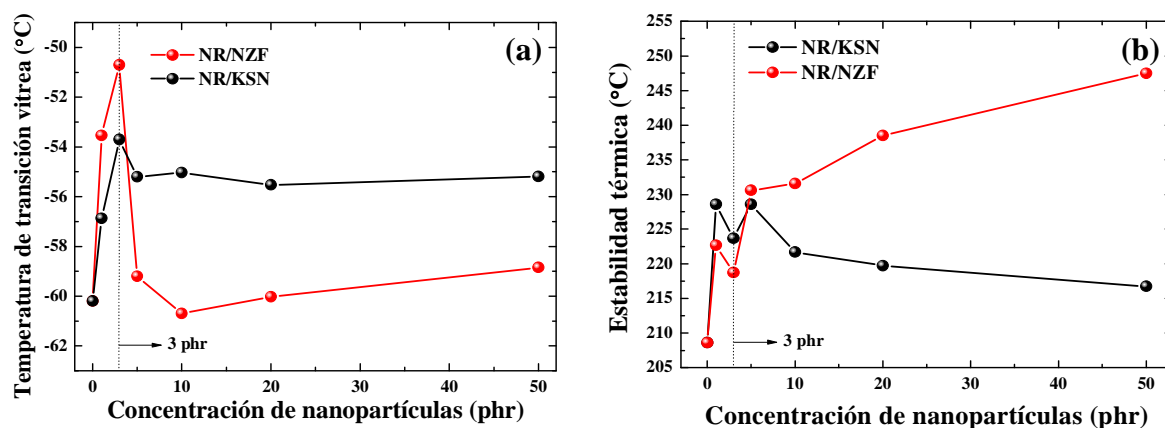 Temperatura de transición vitrea (°C)
-50
-52
-54
-56
-58
-60
-62
NR/NZF
NR/KSN
(a)
3 phr
0
10
20
30
40
50
Concentración de nanopartículas (phr)
Estabilidad térmica (°C)
255
250
245
240
235
230
225
220
215
210
205
NR/KSN
NR/NZF
(b)
3 phr
0
10
20
30
40
50
Concentración de nanopartículas (phr)